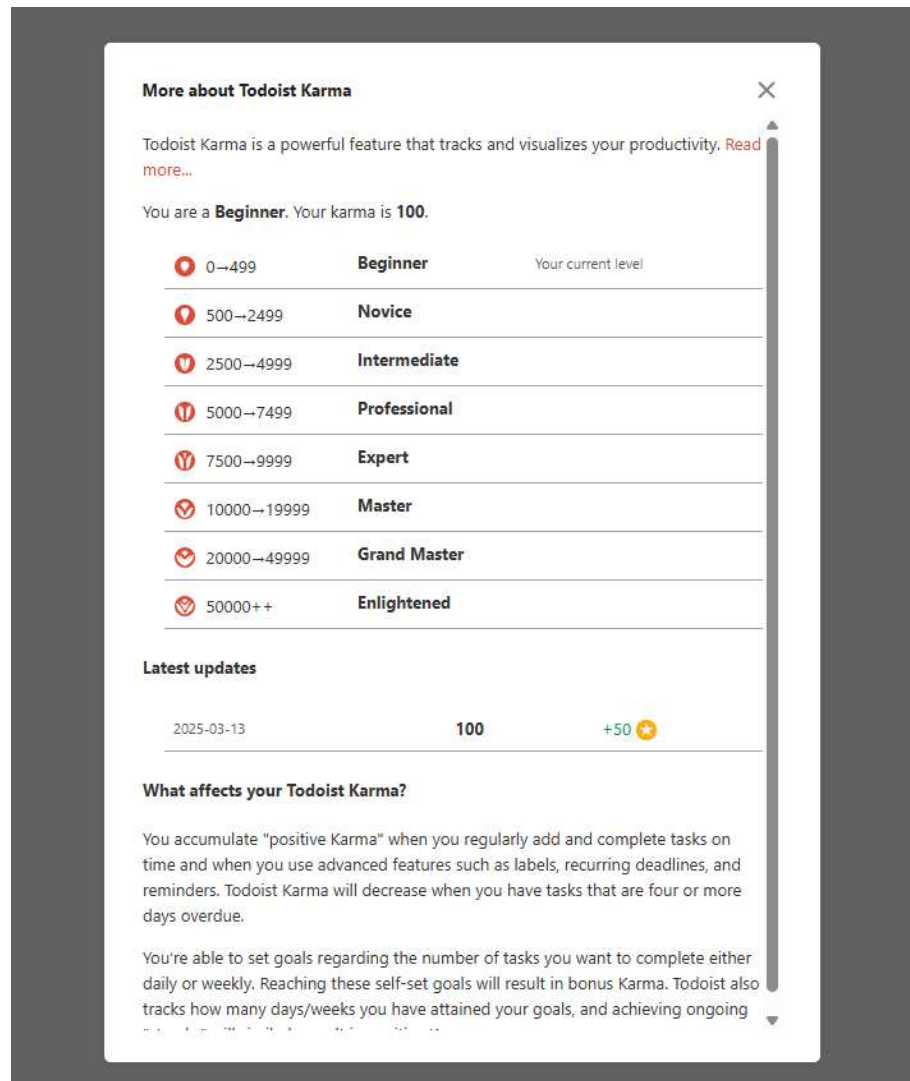 More about Todoist Karma
Todoist Karma is a powerful feature that tracks and visualizes your productivity. Read
more...
You are a Beginner. Your karma is 100.
0→499 Beginner Your current level
500→2499 Novice
2500→4999 Intermediate
5000→7499 Professional
7500→9999 Expert
10000→19999 Master
20000→49999 Grand Master
50000++ Enlightened
Latest updates
2025-03-13 100 +50
What affects your Todoist Karma?
You accumulate "positive Karma" when you regularly add and complete tasks on
time and when you use advanced features such as labels, recurring deadlines, and
reminders. Todoist Karma will decrease when you have tasks that are four or more
days overdue.
You're able to set goals regarding the number of tasks you want to complete either
daily or weekly. Reaching these self-set goals will result in bonus Karma. Todoist also
tracks how many days/weeks you have attained your goals, and achieving ongoing